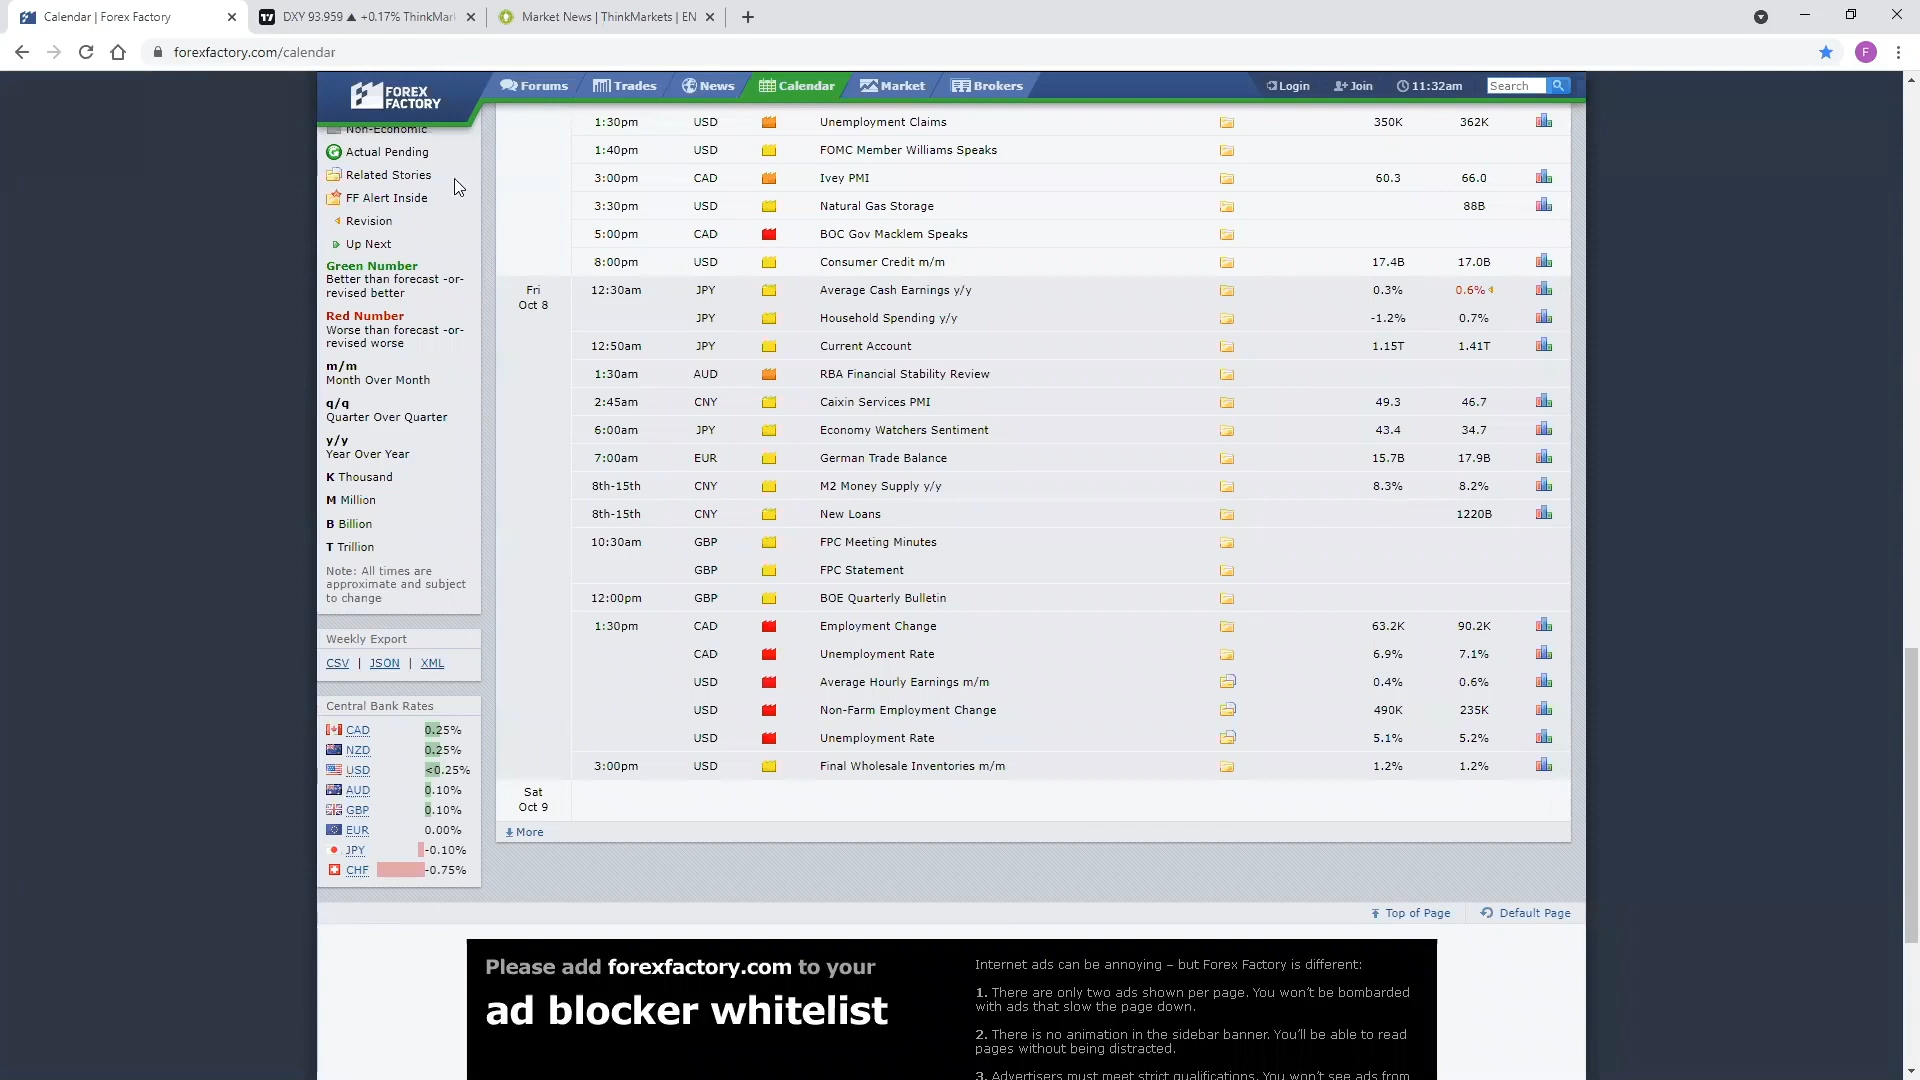 Calendar | Forex Factory
DXY 93.959 ▲ +0.17% ThinkMar
Market News | ThinkMarkets | EN
forexfactory.com/calendar
F
FOREX FACTORY
Forums
Trades
News
Calendar
Market
Brokers
Login
Join
11:32am
Search
Non-Economic
Actual Pending
Related Stories
FF Alert Inside
Revision
Up Next
Green Number
Better than forecast -or-
revised better
Red Number
Worse than forecast -or-
revised worse
m/m
Month Over Month
q/q
Quarter Over Quarter
y/y
Year Over Year
K Thousand
M Million
B Billion
T Trillion
Note: All times are
approximate and subject
to change
Weekly Export
CSV | JSON | XML
Central Bank Rates
CAD 0.25%
NZD 0.25%
USD <0.25%
AUD 0.10%
GBP 0.10%
EUR 0.00%
JPY -0.10%
CHF -0.75%
1:30pm USD Unemployment Claims 350K 362K
1:40pm USD FOMC Member Williams Speaks
3:00pm CAD Ivey PMI 60.3 66.0
3:30pm USD Natural Gas Storage 88B
5:00pm CAD BOC Gov Macklem Speaks
8:00pm USD Consumer Credit m/m 17.4B 17.0B
Fri
Oct 8
12:30am JPY Average Cash Earnings y/y 0.3% 0.6%
JPY Household Spending y/y -1.2% 0.7%
12:50am JPY Current Account 1.15T 1.41T
1:30am AUD RBA Financial Stability Review
2:45am CNY Caixin Services PMI 49.3 46.7
6:00am JPY Economy Watchers Sentiment 43.4 34.7
7:00am EUR German Trade Balance 15.7B 17.9B
8th-15th CNY M2 Money Supply y/y 8.3% 8.2%
8th-15th CNY New Loans 1220B
10:30am GBP FPC Meeting Minutes
GBP FPC Statement
12:00pm GBP BOE Quarterly Bulletin
1:30pm CAD Employment Change 63.2K 90.2K
CAD Unemployment Rate 6.9% 7.1%
USD Average Hourly Earnings m/m 0.4% 0.6%
USD Non-Farm Employment Change 490K 235K
USD Unemployment Rate 5.1% 5.2%
3:00pm USD Final Wholesale Inventories m/m 1.2% 1.2%
Sat
Oct 9
More
Top of Page
Default Page
Please add forexfactory.com to your
ad blocker whitelist
Internet ads can be annoying – but Forex Factory is different:
1. There are only two ads shown per page. You won't be bombarded
with ads that slow the page down.
2. There is no animation in the sidebar banner. You'll be able to read
pages without being distracted.
3. Advertisers must meet strict qualifications. You won't see ads from